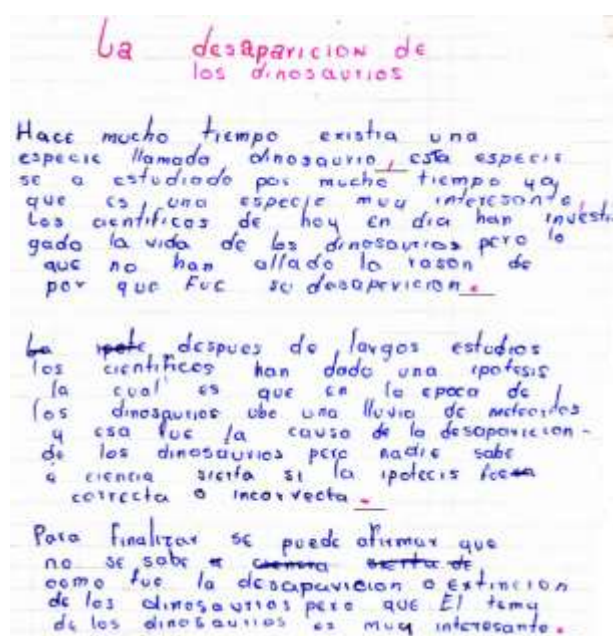 La desaparicion de
los dinosaurios
Hace mucho tiempo existia una
especie llamada dinosaurio, esta especie
se a estudiado por mucho tiempo ya
que es una especie muy interesante,
Los cientificos de hoy en dia han investi
gado la vida de los dinosaurios pero lo
que no han allado la rason de
por que Fue su desaparicion.
despues de largos estudios
los cientificos han dado una ipotesis
la cual es que en la epoca de
los dinosaurios ubo una lluvia de meteoritos
y esa fue la causa de la desaparicion-
de los dinosaurios pero nadie sabe
a ciencia sierta si la ipotecis fue
correcta o incorrecta.
Para finalizar se puede afirmar que
no se sabe
como fue la desaparicion o extincion
de los dinosaurios pero que El tema
de los dinosaurios es muy interesante.